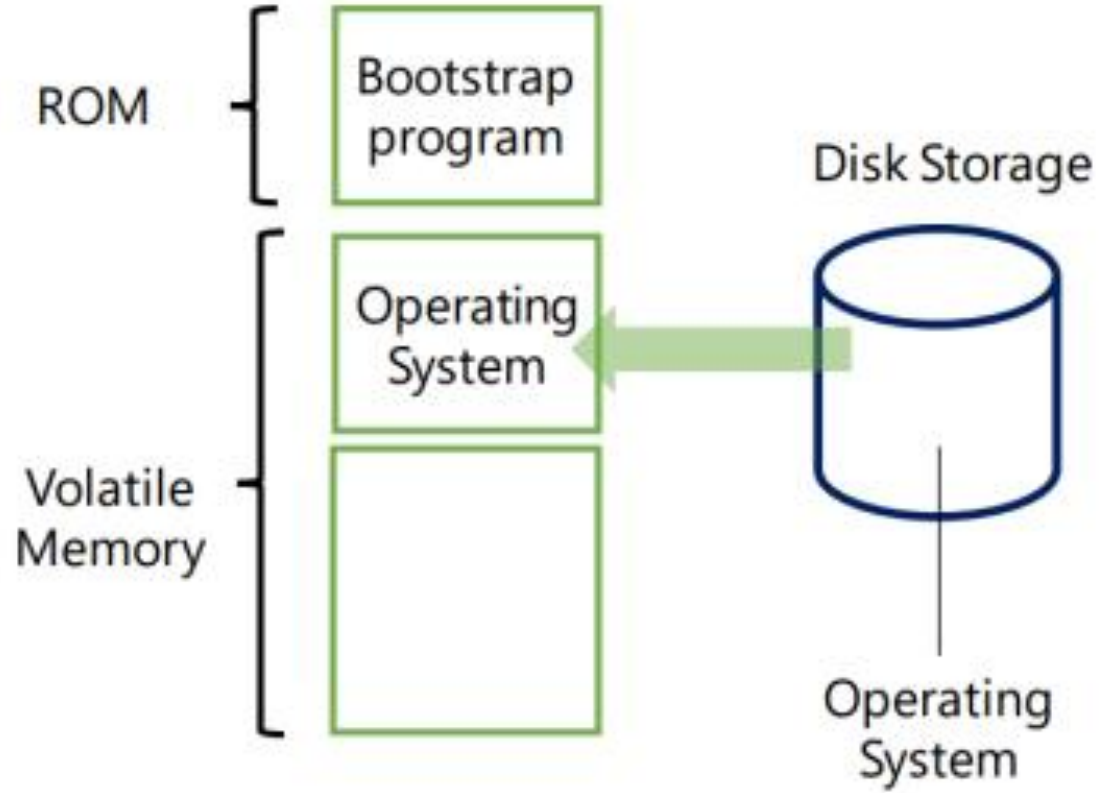 ROM
Bootstrap
program
Disk Storage
Operating
System
Volatile
Memory
Operating
System